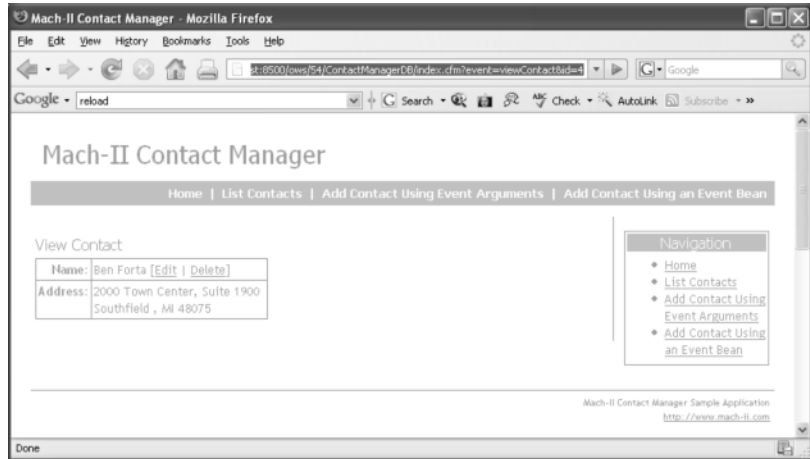 Mach-II Contact Manager - Mozilla Firefox
File Edit View History Bookmarks Tools Help
st:8500/ows/54/ContactManagerDB/index.cfm?event=viewContact&id=4
G Google
Google reload G Search Check AutoLink Subscribe
Mach-II Contact Manager
Home | List Contacts | Add Contact Using Event Arguments | Add Contact Using an Event Bean
View Contact
Name: Ben Forta [Edit | Delete]
Address: 2000 Town Center, Suite 1900
Southfield , MI 48075
Navigation
Home
List Contacts
Add Contact Using
Event Arguments
Add Contact Using
an Event Bean
Mach-II Contact Manager Sample Application
http://www.mach-ii.com
Done